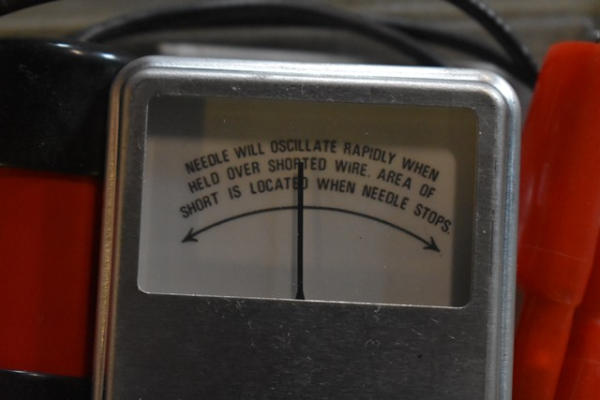 NEEDLE WILL OSCILLATE RAPIDLY WHEN
HELD OVER SHORTED WIRE. AREA OF
SHORT IS LOCATED WHEN NEEDLE STOPS.